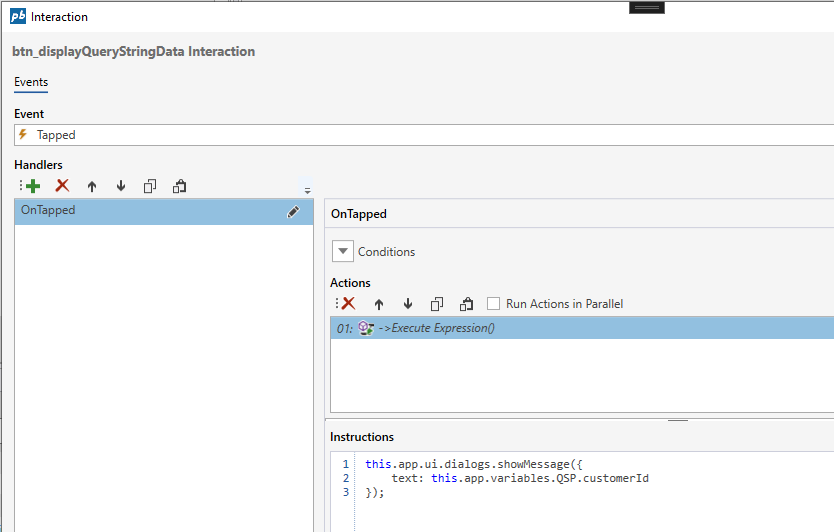 pb Interaction
btn_displayQueryStringData Interaction
Events
Event
Tapped
Handlers
OnTapped
OnTapped
Conditions
Actions
Run Actions in Parallel
01: ->Execute Expression()
Instructions
1 this.app.ui.dialogs.showMessage({
2 text: this.app.variables.QSP.customerId
3 });